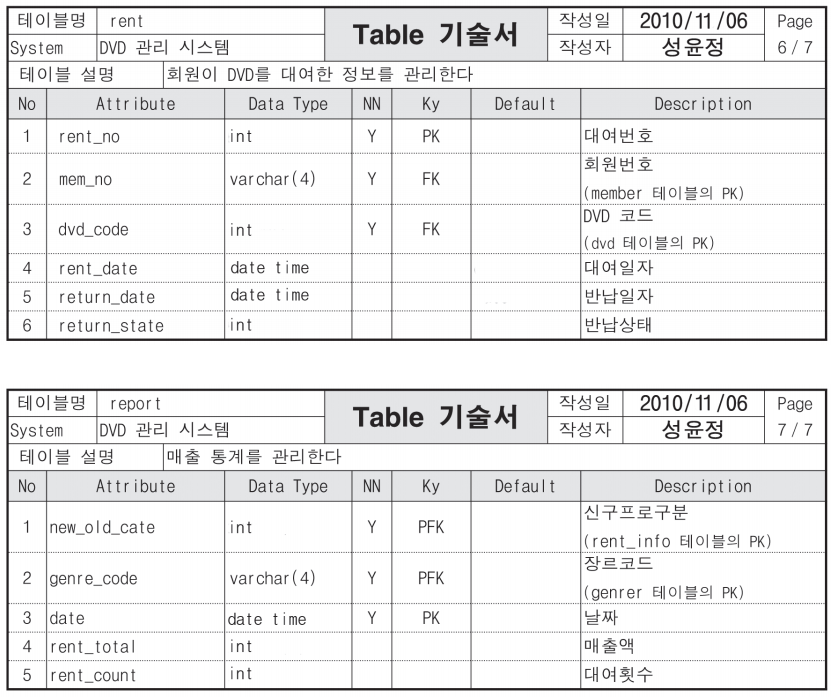 테이블명 rent Table 기술서 작성일 2010/11/06 Page
System DVD 관리 시스템 작성자 성윤정 6/7
테이블 설명 회원이 DVD를 대여한 정보를 관리한다
No Attribute Data Type NN Ky Default Description
1 rent_no int Y PK 대여번호
2 mem_no varchar(4) Y FK 회원번호
(member 테이블의 PK)
3 dvd_code int Y FK DVD 코드
(dvd 테이블의 PK)
4 rent_date date time 대여일자
5 return_date date time 반납일자
6 return_state int 반납상태
테이블명 report Table 기술서 작성일 2010/11/06 Page
System DVD 관리 시스템 작성자 성윤정 7/7
테이블 설명 매출 통계를 관리한다
No Attribute Data Type NN Ky Default Description
1 new_old_cate int Y PFK 신구프로구분
(rent_info 테이블의 PK)
2 genre_code varchar(4) Y PFK 장르코드
(genrer 테이블의 PK)
3 date date time Y PK 날짜
4 rent_total int 매출액
5 rent_count int 대여횟수